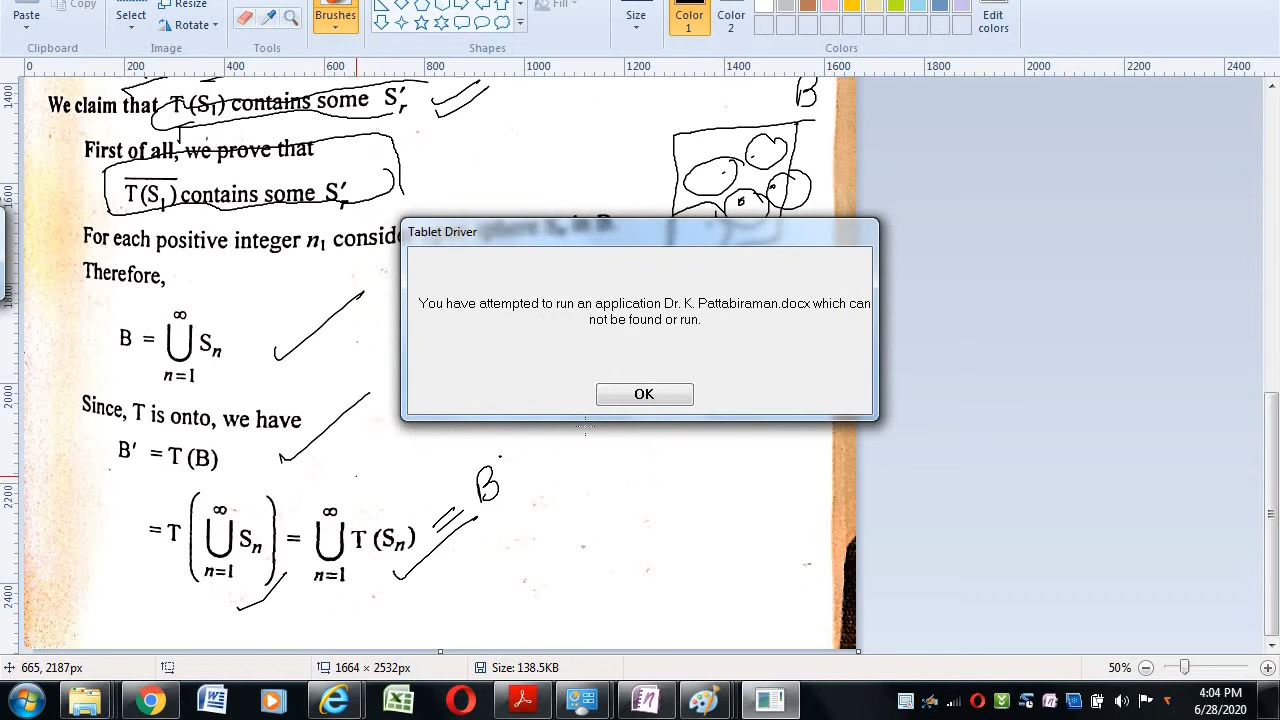 Paste
Copy
Select
Resize
Rotate
Brushes
Fill
Size
Color 1
Color 2
Edit colors
Clipboard
Image
Tools
Shapes
Colors
0 200 400 600 800 1000 1200 1400 1600 1800 2000 2200 2400
We claim that T(S₁) contains some S′ᵣ
B
First of all, we prove that
T(S₁) contains some S′ᵣ
For each positive integer n₁
Therefore,
B = ⋃ Sₙ
∞
n=1
Since, T is onto, we have
B′ = T (B)
= T ( ⋃ Sₙ ) = ⋃ T (Sₙ)
∞ ∞
n=1 n=1
B
Tablet Driver
You have attempted to run an application Dr. K. Pattabiraman.docx which can
not be found or run.
OK
665, 2187px
1664 × 2532px
Size: 138.5KB
50%
4:04 PM
6/28/2020